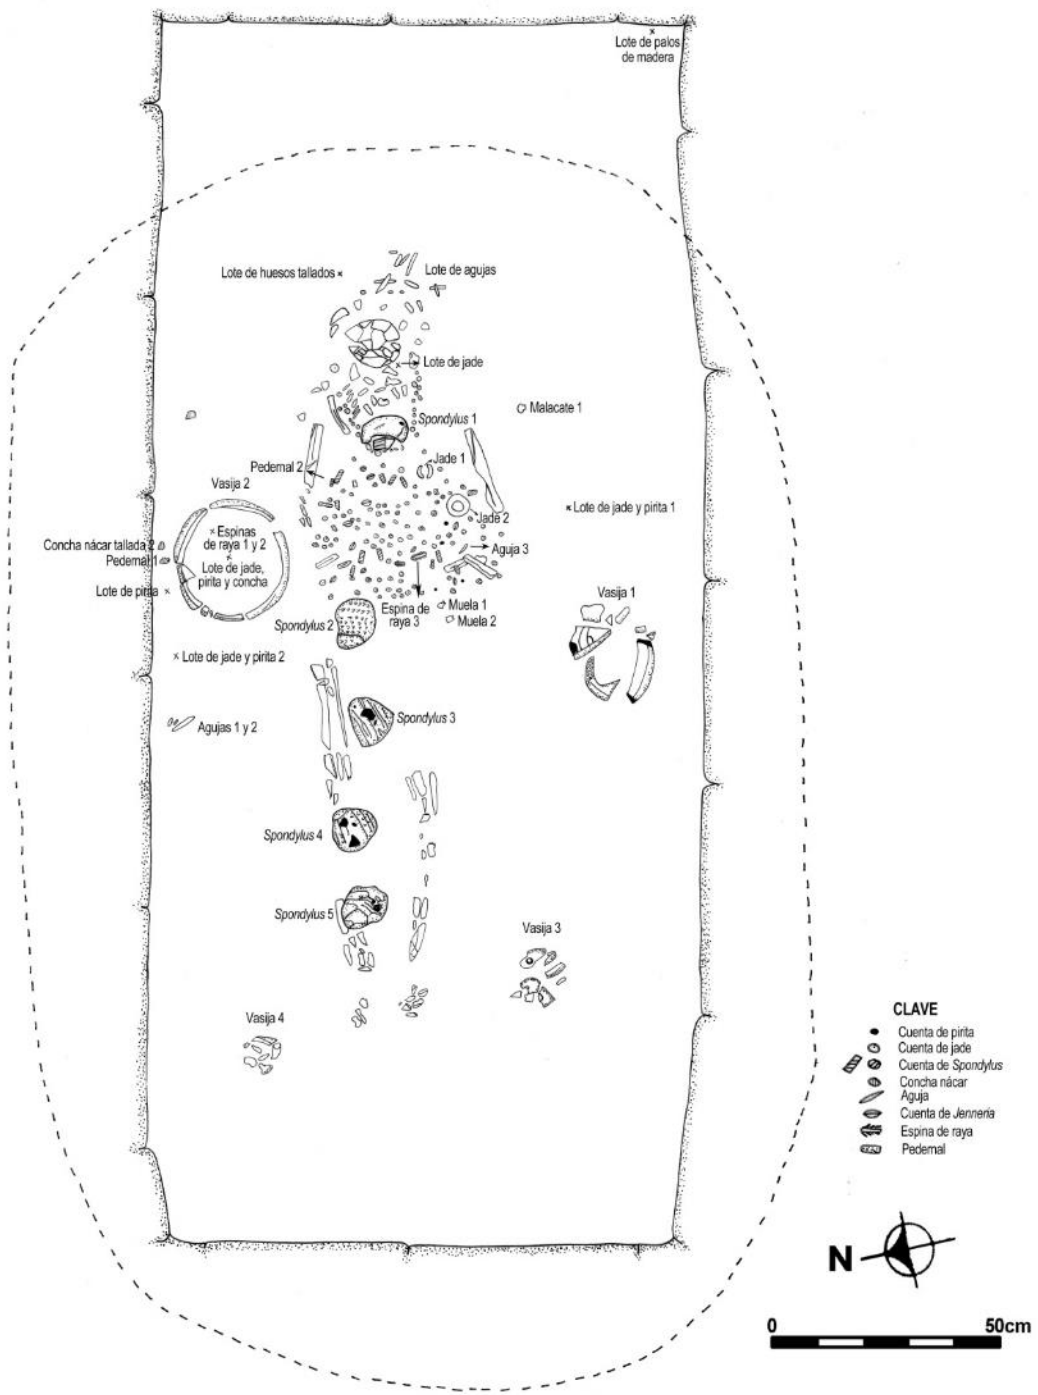 Lote de palos
de madera
Lote de huesos tallados
Lote de agujas
Lote de jade
Malacate 1
Spondylus 1
Jade 1
Pedernal 2
Vasija 2
Lote de jade y pirita 1
Jade 2
Espinas
de raya 1 y 2
Concha nácar tallada 2
Aguja 3
Pedernal 1
Lote de jade,
pirita y concha
Lote de pirita
Vasija 1
Muela 1
Espina de
raya 3
Muela 2
Spondylus 2
Lote de jade y pirita 2
Spondylus 3
Agujas 1 y 2
Spondylus 4
Spondylus 5
Vasija 3
Vasija 4
CLAVE
Cuenta de pirita
Cuenta de jade
Cuenta de Spondylus
Concha nácar
Aguja
Cuenta de Jenneria
Espina de raya
Pedernal
N
0 50cm